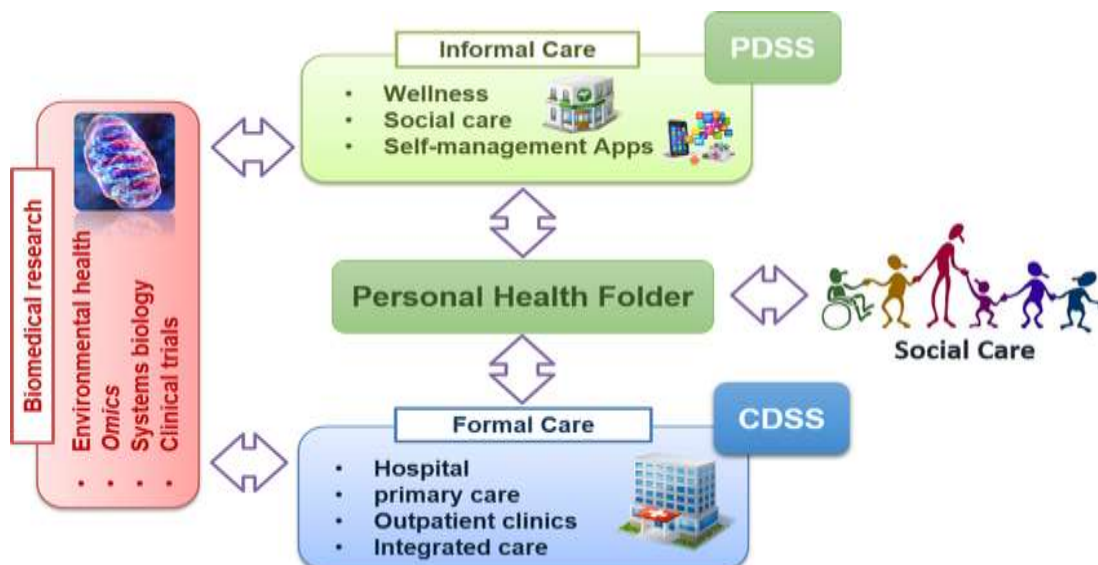 Informal Care
PDSS
• Wellness
• Social care
• Self-management Apps
Biomedical research
• Environmental health
• Omics
• Systems biology
• Clinical trials
Personal Health Folder
Social Care
Formal Care
CDSS
• Hospital
• primary care
• Outpatient clinics
• Integrated care